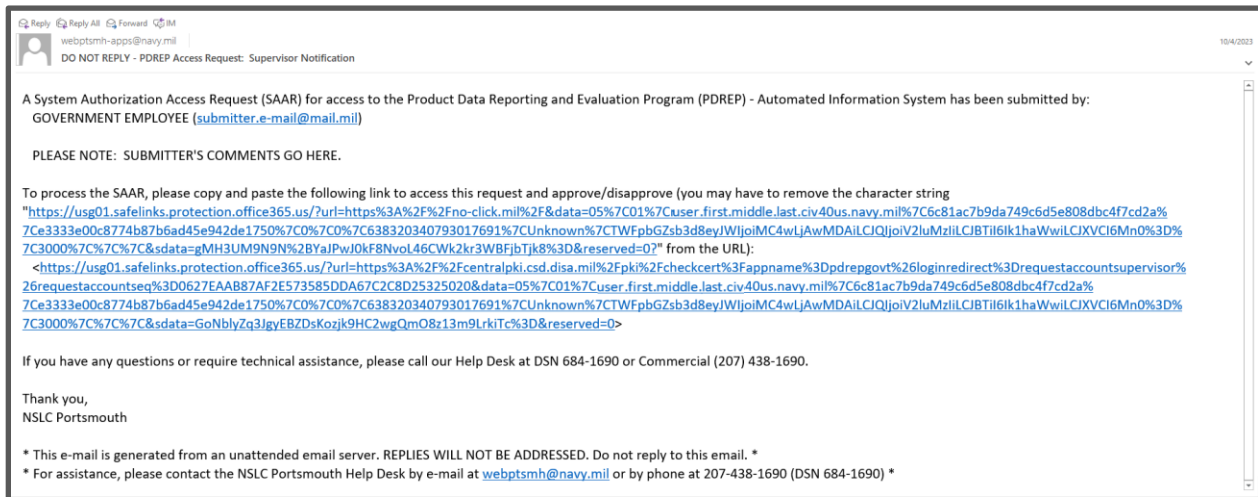 Reply Reply All Forward IM
webptsmh-apps@navy.mil
10/4/2023
DO NOT REPLY - PDREP Access Request: Supervisor Notification
A System Authorization Access Request (SAAR) for access to the Product Data Reporting and Evaluation Program (PDREP) - Automated Information System has been submitted by:
GOVERNMENT EMPLOYEE (submitter.e-mail@mail.mil)
PLEASE NOTE: SUBMITTER'S COMMENTS GO HERE.
To process the SAAR, please copy and paste the following link to access this request and approve/disapprove (you may have to remove the character string
"https://usg01.safelinks.protection.office365.us/?url=https%3A%2F%2Fno-click.mil%2F&data=05%7C01%7Cuser.first.middle.last.civ40us.navy.mil%7C6c81ac7b9da749c6d5e808dbc4f7cd2a%
7Ce3333e00c8774b87b6ad45e942de1750%7C0%7C0%7C638320340793017691%7CUnknown%7CTWFpbGZsb3d8eyJWIjoiMC4wLjAwMDAiLCJQIjoiV2luMzIiLCJBTiI6Ik1haWwiLCJXVCI6Mn0%3D%
7C3000%7C%7C%7C&sdata=gMH3UM9N9N%2BYaJPwJ0kF8NvoL46CWk2kr3WBFjbTjk8%3D&reserved=0?" from the URL):
<https://usg01.safelinks.protection.office365.us/?url=https%3A%2F%2Fcentralpki.csd.disa.mil%2Fpki%2Fcheckcert%3Fappname%3Dpdrepgovt%26loginredirect%3Drequestaccountsupervisor%
26requestaccountseq%3D0627EAAB87AF2E573585DDA67C2C8D25325020&data=05%7C01%7Cuser.first.middle.last.civ40us.navy.mil%7C6c81ac7b9da749c6d5e808dbc4f7cd2a%
7Ce3333e00c8774b87b6ad45e942de1750%7C0%7C0%7C638320340793017691%7CUnknown%7CTWFpbGZsb3d8eyJWIjoiMC4wLjAwMDAiLCJQIjoiV2luMzIiLCJBTiI6Ik1haWwiLCJXVCI6Mn0%3D%
7C3000%7C%7C%7C&sdata=GoNblyZq3JgyEBZDsKozjk9HC2wgQmO8z13m9LrkiTc%3D&reserved=0>
If you have any questions or require technical assistance, please call our Help Desk at DSN 684-1690 or Commercial (207) 438-1690.
Thank you,
NSLC Portsmouth
* This e-mail is generated from an unattended email server. REPLIES WILL NOT BE ADDRESSED. Do not reply to this email. *
* For assistance, please contact the NSLC Portsmouth Help Desk by e-mail at webptsmh@navy.mil or by phone at 207-438-1690 (DSN 684-1690) *